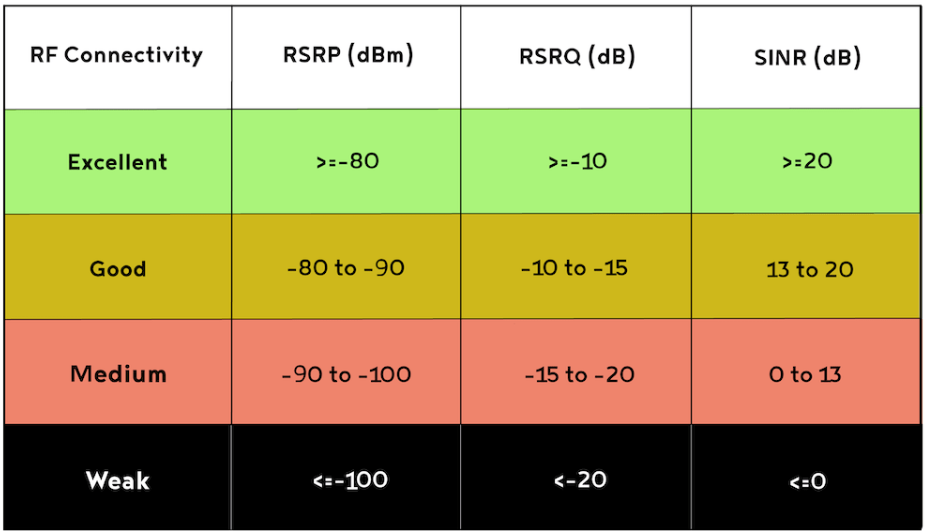 RF Connectivity RSRP (dBm) RSRQ (dB) SINR (dB)
Excellent >=-80 >=-10 >=20
Good -80 to -90 -10 to -15 13 to 20
Medium -90 to -100 -15 to -20 0 to 13
Weak <=-100 <-20 <=0